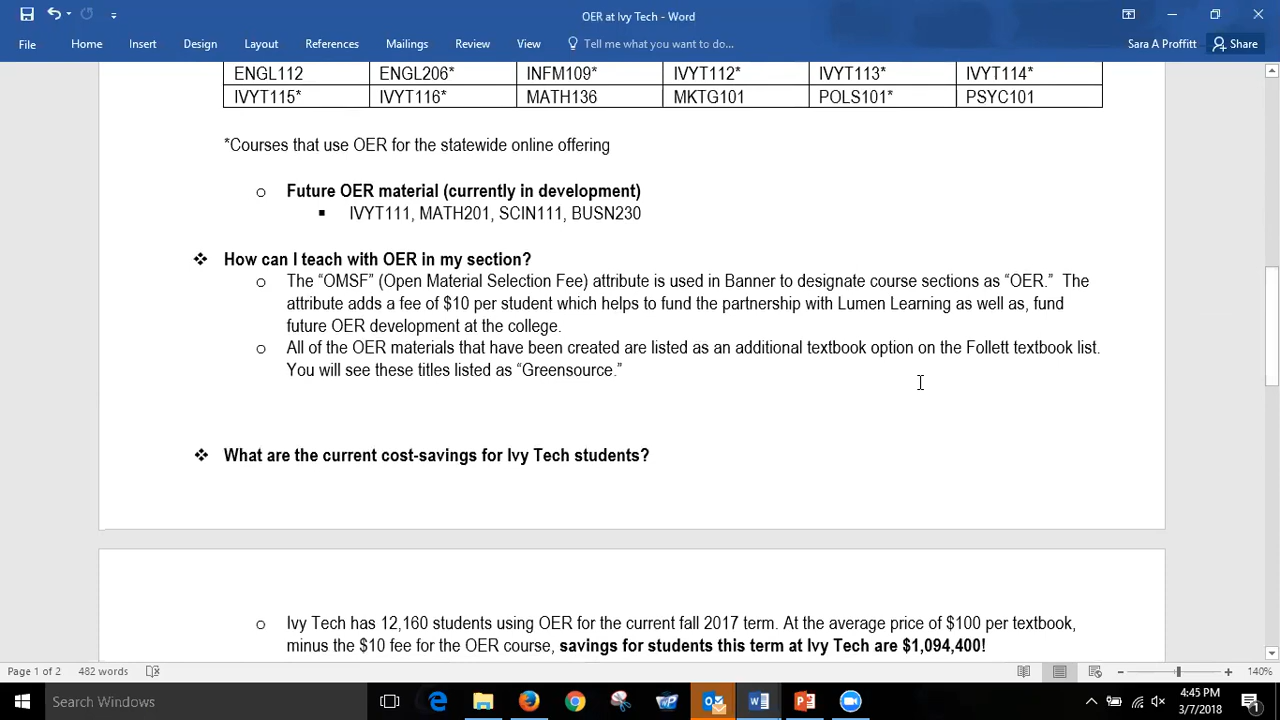 OER at Ivy Tech - Word
File Home Insert Design Layout References Mailings Review View Tell me what you want to do... Sara A Proffitt Share
ENGL112 ENGL206* INFM109* IVYT112* IVYT113* IVYT114*
IVYT115* IVYT116* MATH136 MKTG101 POLS101* PSYC101
*Courses that use OER for the statewide online offering
o Future OER material (currently in development)
▪ IVYT111, MATH201, SCIN111, BUSN230
❖ How can I teach with OER in my section?
o The “OMSF” (Open Material Selection Fee) attribute is used in Banner to designate course sections as “OER.” The
attribute adds a fee of $10 per student which helps to fund the partnership with Lumen Learning as well as, fund
future OER development at the college.
o All of the OER materials that have been created are listed as an additional textbook option on the Follett textbook list.
You will see these titles listed as “Greensource.”
❖ What are the current cost-savings for Ivy Tech students?
o Ivy Tech has 12,160 students using OER for the current fall 2017 term. At the average price of $100 per textbook,
minus the $10 fee for the OER course, savings for students this term at Ivy Tech are $1,094,400!
Page 1 of 2 482 words 140%
Search Windows
4:45 PM
3/7/2018